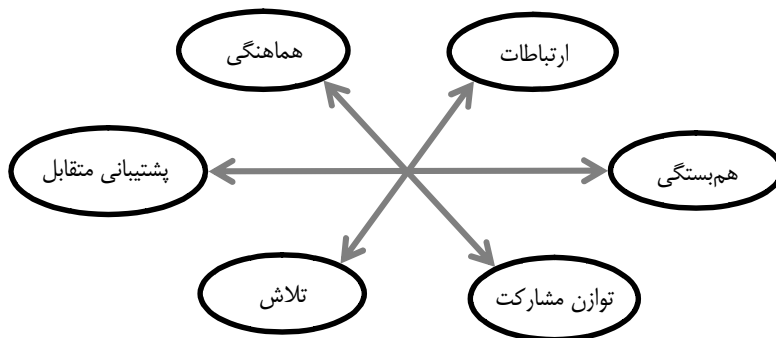 ارتباطات
هماهنگی
هم‌بستگی
پشتیبانی متقابل
توازن مشارکت
تلاش